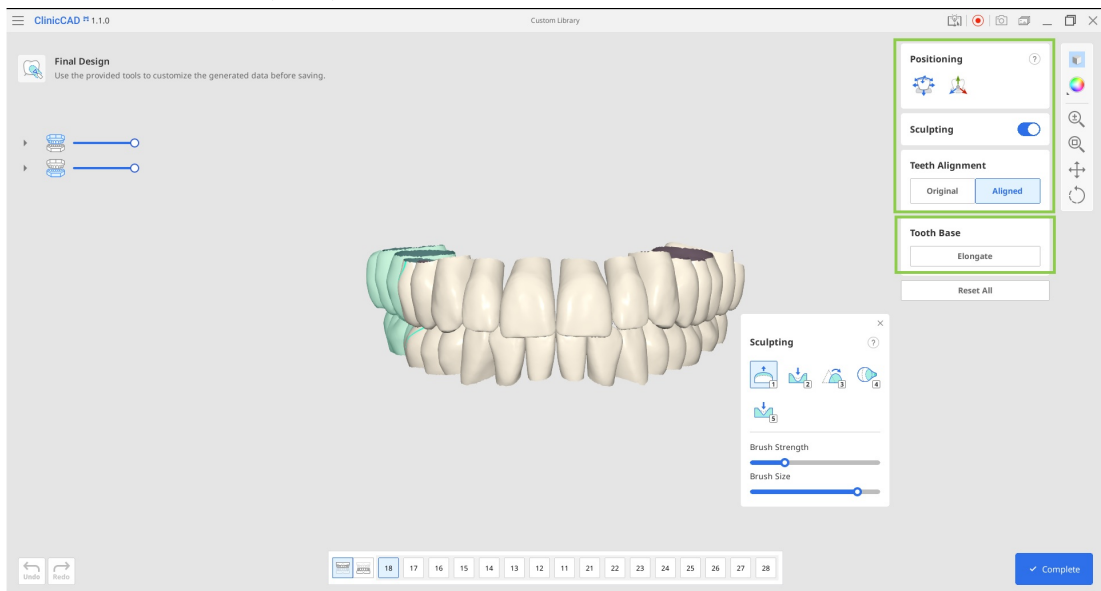 ClinicCAD 1.1.0
Custom Library
Final Design
Use the provided tools to customize the generated data before saving.
Positioning
?
Sculpting
Teeth Alignment
Original Aligned
Tooth Base
Elongate
Reset All
Sculpting
?
1 2 3 4
5
Brush Strength
Brush Size
Undo Redo
18 17 16 15 14 13 12 11 21 22 23 24 25 26 27 28
Complete